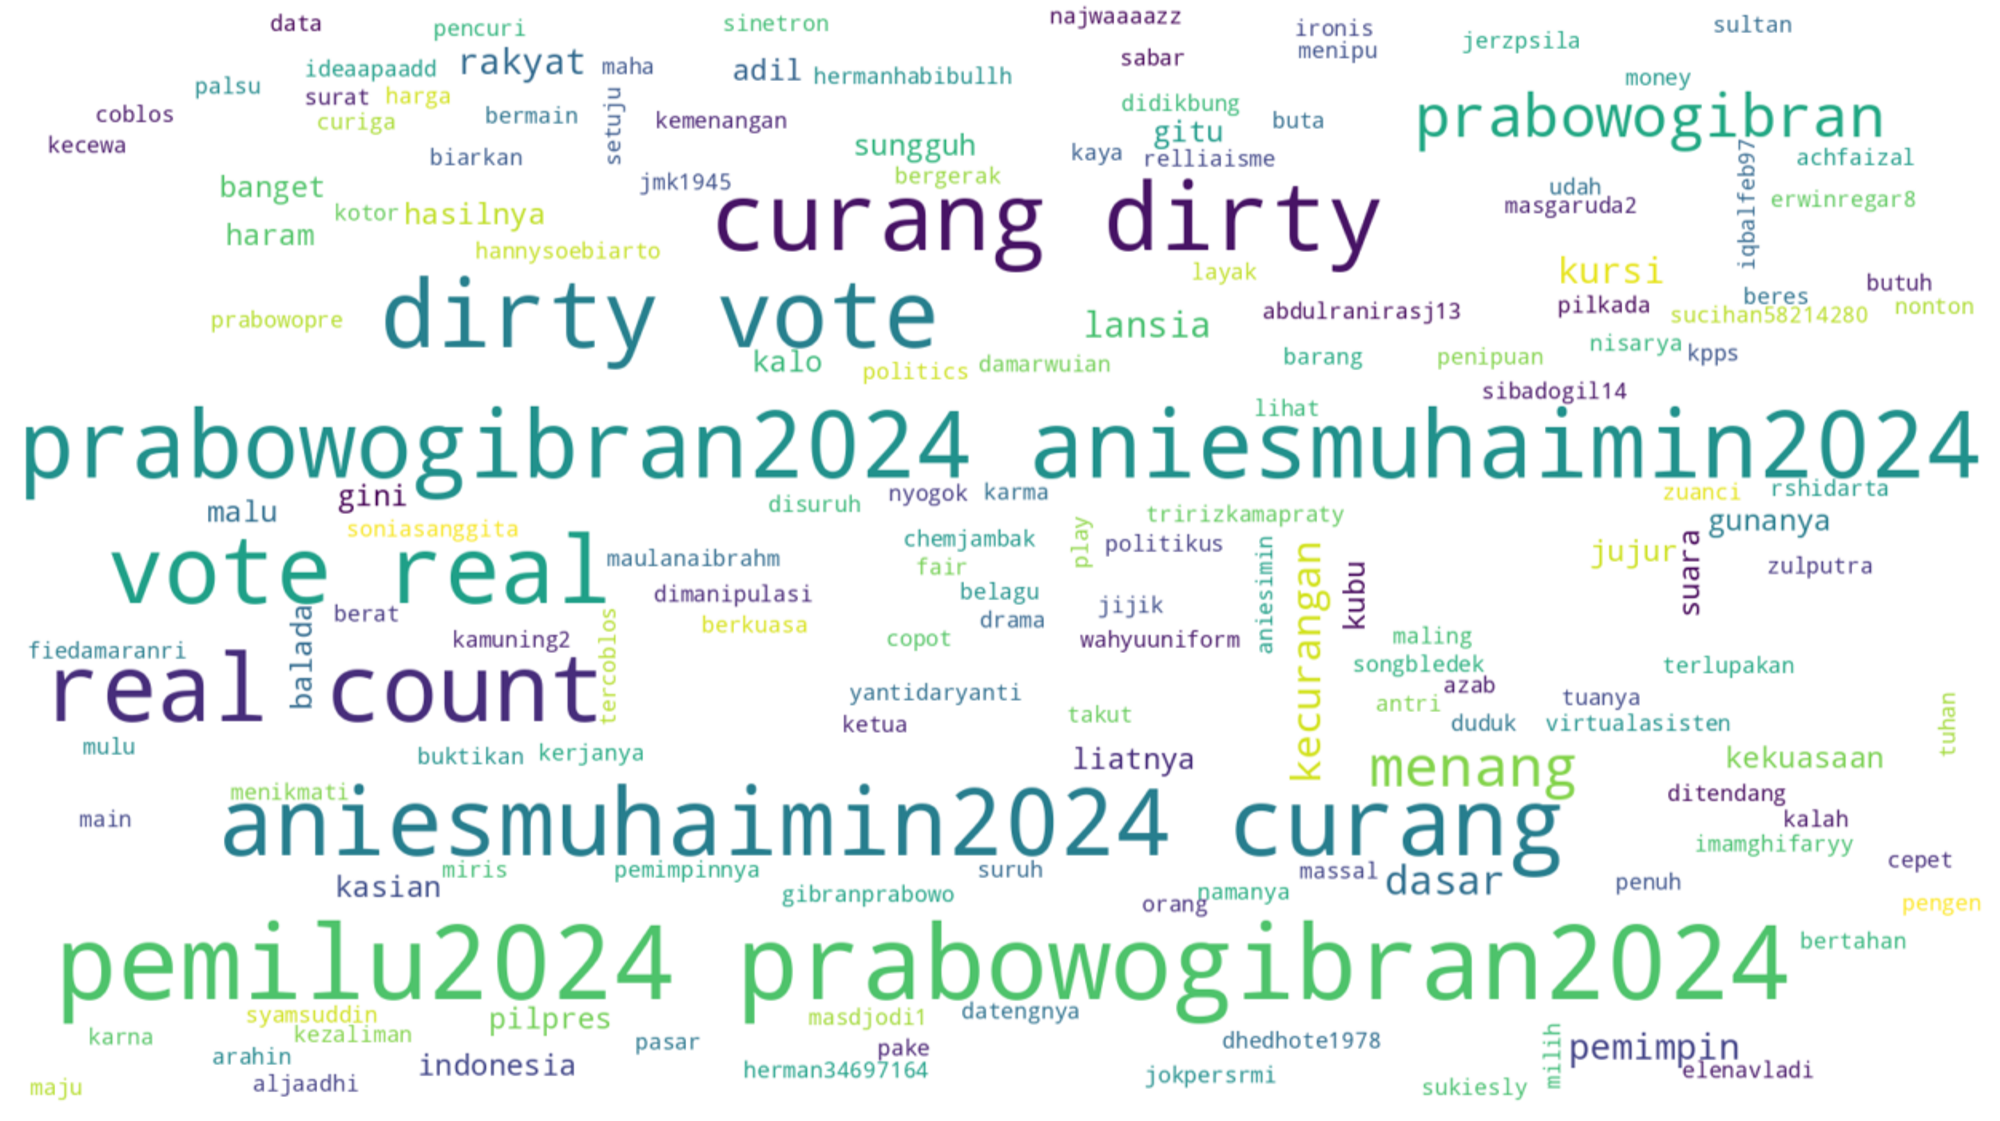 data
pencuri
sinetron
najwaaaazz
ironis
sultan
jerzpsila
menipu
sabar
ideaapaadd
rakyat
maha
adil
hermanhabibullh
money
palsu
surat
harga
setuju
didikbung
prabowogibran
coblos
curiga
bermain
kemenangan
gitu
buta
kecewa
biarkan
sungguh
kaya
relliaisme
iqbalfeb97
achfaizal
banget
jmk1945
bergerak
udah
kotor
hasilnya
curang dirty
masgaruda2
erwinregar8
haram
hannysoebiarto
layak
kursi
butuh
prabowopre
dirty vote
lansia
abdulranirasj13
pilkada
beres
sucihan58214280
nonton
kalo
politics
damarwuian
barang
penipuan
nisarya
kpps
sibadogil14
lihat
prabowogibran2024 aniesmuhaimin2024
malu
gini
disuruh
nyogok
karma
zuanci
rshidarta
soniasanggita
tririzkamapraty
gunanya
vote real
maulanaibrahm
chemjambak
play
politikus
jujur
suara
zulputra
fair
aniesimin
kecurangan
kubu
balada
berat
dimanipulasi
belagu
jijik
berkuasa
drama
fiedamaranri
kamuning2
tercoblos
copot
wahyuuniform
maling
songbledek
terlupakan
real count
yantidaryanti
azab
tuanya
ketua
takut
antri
duduk
virtualasisten
tuhan
mulu
buktikan
kerjanya
liatnya
menang
kekuasaan
menikmati
ditendang
main
aniesmuhaimin2024 curang
kalah
imamghifaryy
miris
pemimpinnya
suruh
massal
dasar
cepet
kasian
gibranprabowo
namanya
penuh
orang
pengen
pemilu2024 prabowogibran2024
bertahan
syamsuddin
pilpres
masdjodi1
datengnya
karna
kezaliman
pasar
pake
dhedhote1978
milih
pemimpin
arahin
indonesia
herman34697164
jokpersrmi
elenavladi
maju
aljaadhi
sukiesly